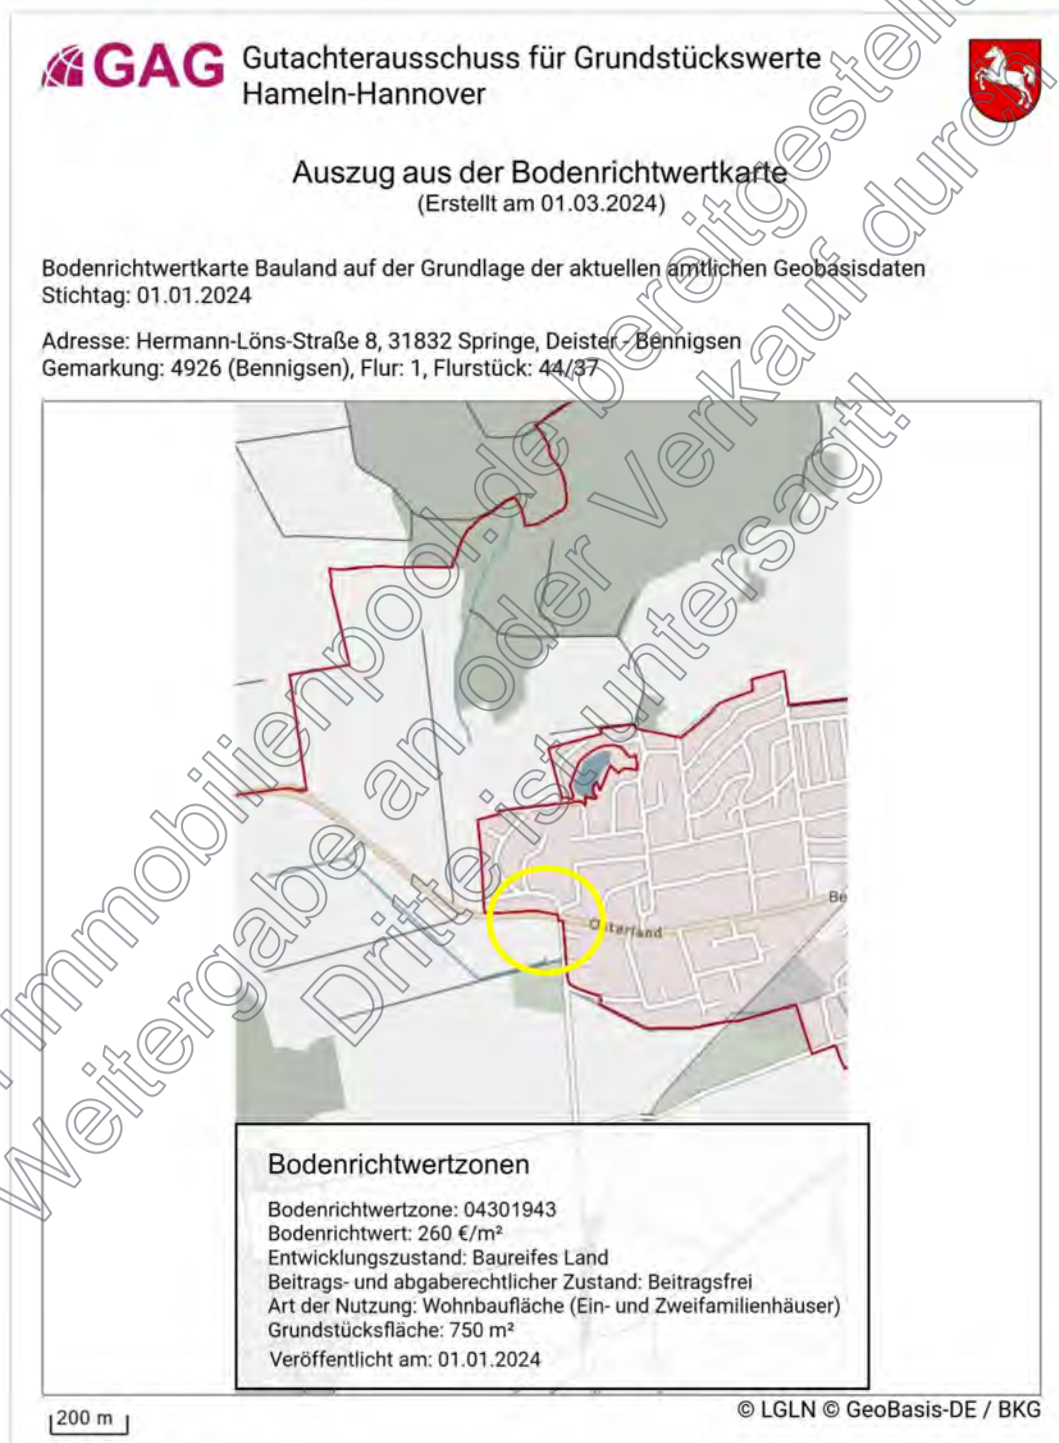 GAG Gutachterausschuss für Grundstückswerte
Hameln-Hannover
Auszug aus der Bodenrichtwertkarte
(Erstellt am 01.03.2024)
Bodenrichtwertkarte Bauland auf der Grundlage der aktuellen amtlichen Geobasisdaten
Stichtag: 01.01.2024
Adresse: Hermann-Löns-Straße 8, 31832 Springe, Deister - Bennigsen
Gemarkung: 4926 (Bennigsen), Flur: 1, Flurstück: 44/37
immobilienpool.de bereitgestellt
Weitergabe an oder Verkauf durch
Dritte ist untersagt!
Be
Osterland
Bodenrichtwertzonen
Bodenrichtwertzone: 04301943
Bodenrichtwert: 260 €/m²
Entwicklungszustand: Baureifes Land
Beitrags- und abgaberechtlicher Zustand: Beitragsfrei
Art der Nutzung: Wohnbaufläche (Ein- und Zweifamilienhäuser)
Grundstücksfläche: 750 m²
Veröffentlicht am: 01.01.2024
200 m
© LGLN © GeoBasis-DE / BKG